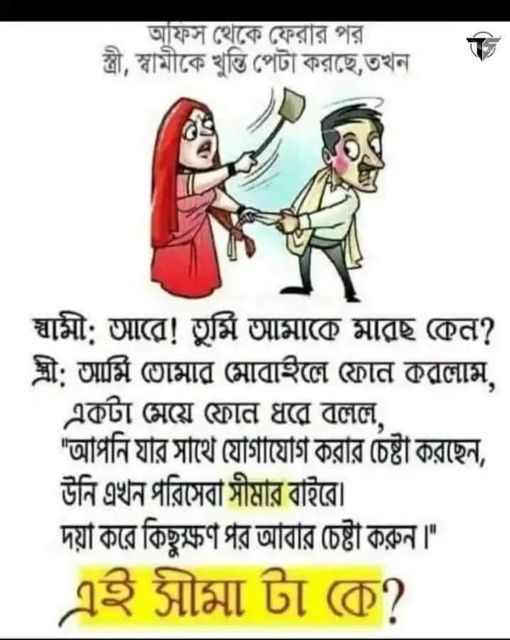 অফিস থেকে ফেরার পর
স্ত্রী, স্বামীকে খুন্তি পেটা করছে,তখন
স্বামী: আরে! তুমি আমাকে মারছ কেন?
স্ত্রী: আমি তোমার মোবাইলে ফোন করলাম,
একটা মেয়ে ফোন ধরে বলল,
"আপনি যার সাথে যোগাযোগ করার চেষ্টা করছেন,
উনি এখন পরিসেবা সীমার বাইরে।
দয়া করে কিছুক্ষণ পর আবার চেষ্টা করুন।"
এই সীমা টা কে?